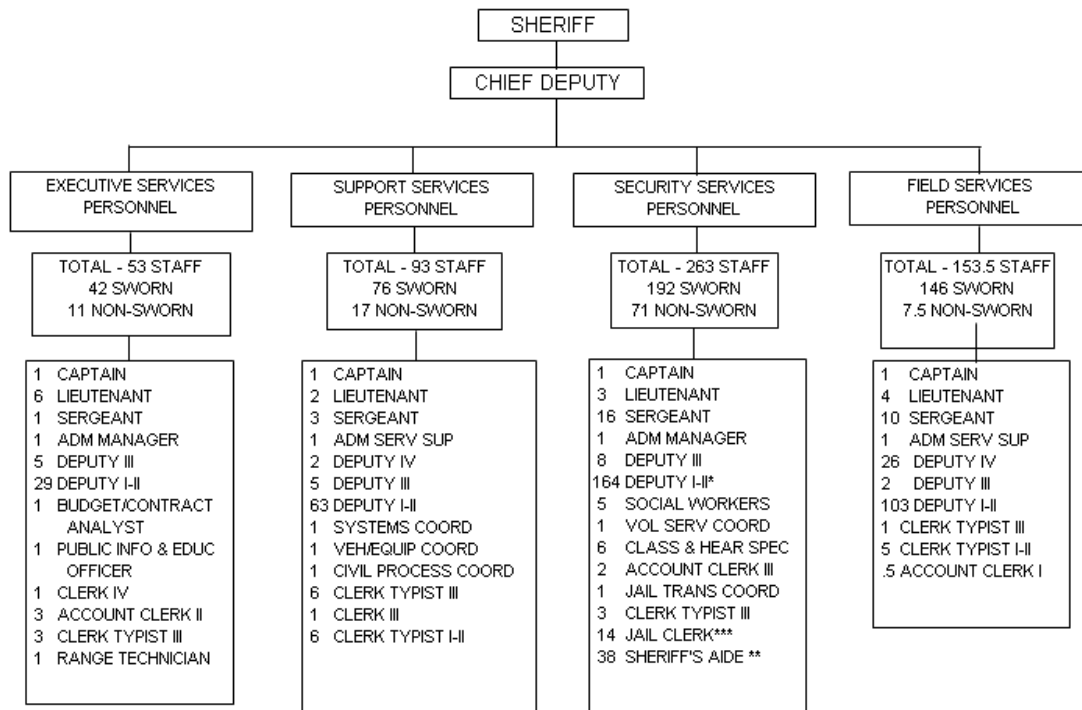 SHERIFF
CHIEF DEPUTY
EXECUTIVE SERVICES
PERSONNEL
TOTAL - 53 STAFF
42 SWORN
11 NON-SWORN
1 CAPTAIN
6 LIEUTENANT
1 SERGEANT
1 ADM MANAGER
5 DEPUTY III
29 DEPUTY I-II
1 BUDGET/CONTRACT
ANALYST
1 PUBLIC INFO & EDUC
OFFICER
1 CLERK IV
3 ACCOUNT CLERK II
3 CLERK TYPIST III
1 RANGE TECHNICIAN
SUPPORT SERVICES
PERSONNEL
TOTAL - 93 STAFF
76 SWORN
17 NON-SWORN
1 CAPTAIN
2 LIEUTENANT
3 SERGEANT
1 ADM SERV SUP
2 DEPUTY IV
5 DEPUTY III
63 DEPUTY I-II
1 SYSTEMS COORD
1 VEH/EQUIP COORD
1 CIVIL PROCESS COORD
6 CLERK TYPIST III
1 CLERK III
6 CLERK TYPIST I-II
SECURITY SERVICES
PERSONNEL
TOTAL - 263 STAFF
192 SWORN
71 NON-SWORN
1 CAPTAIN
3 LIEUTENANT
16 SERGEANT
1 ADM MANAGER
8 DEPUTY III
164 DEPUTY I-II*
5 SOCIAL WORKERS
1 VOL SERV COORD
6 CLASS & HEAR SPEC
2 ACCOUNT CLERK III
1 JAIL TRANS COORD
3 CLERK TYPIST III
14 JAIL CLERK***
38 SHERIFF'S AIDE **
FIELD SERVICES
PERSONNEL
TOTAL - 153.5 STAFF
146 SWORN
7.5 NON-SWORN
1 CAPTAIN
4 LIEUTENANT
10 SERGEANT
1 ADM SERV SUP
26 DEPUTY IV
2 DEPUTY III
103 DEPUTY I-II
1 CLERK TYPIST III
5 CLERK TYPIST I-II
.5 ACCOUNT CLERK I